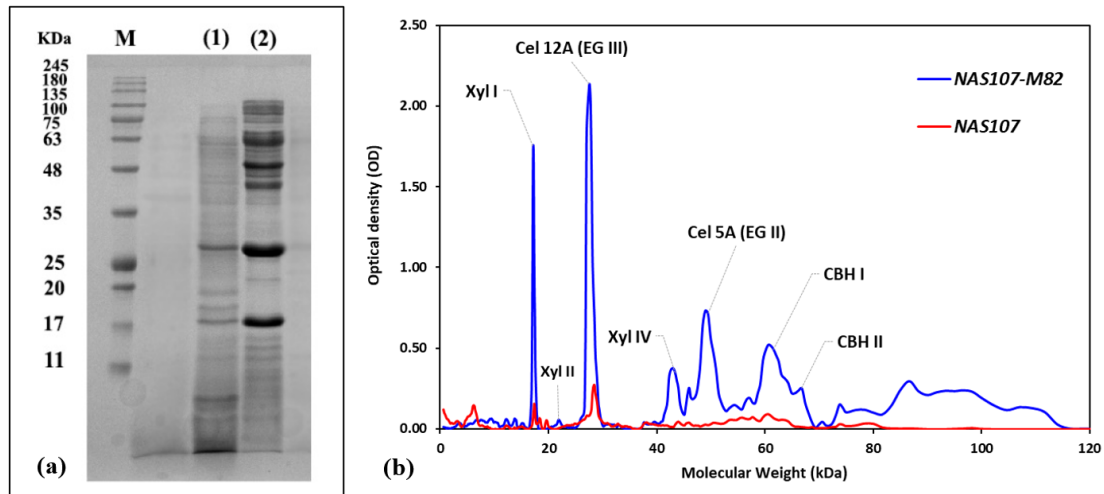 KDa M (1) (2)
245
180
135
100
75
63
48
35
25
20
17
11
(a)
2.50
2.00
1.50
1.00
0.50
0.00
Optical density (OD)
0 20 40 60 80 100 120
Molecular Weight (kDa)
Cel 12A (EG III)
Xyl I
NAS107-M82
NAS107
Cel 5A (EG II)
CBH I
Xyl IV
CBH II
Xyl II
(b)